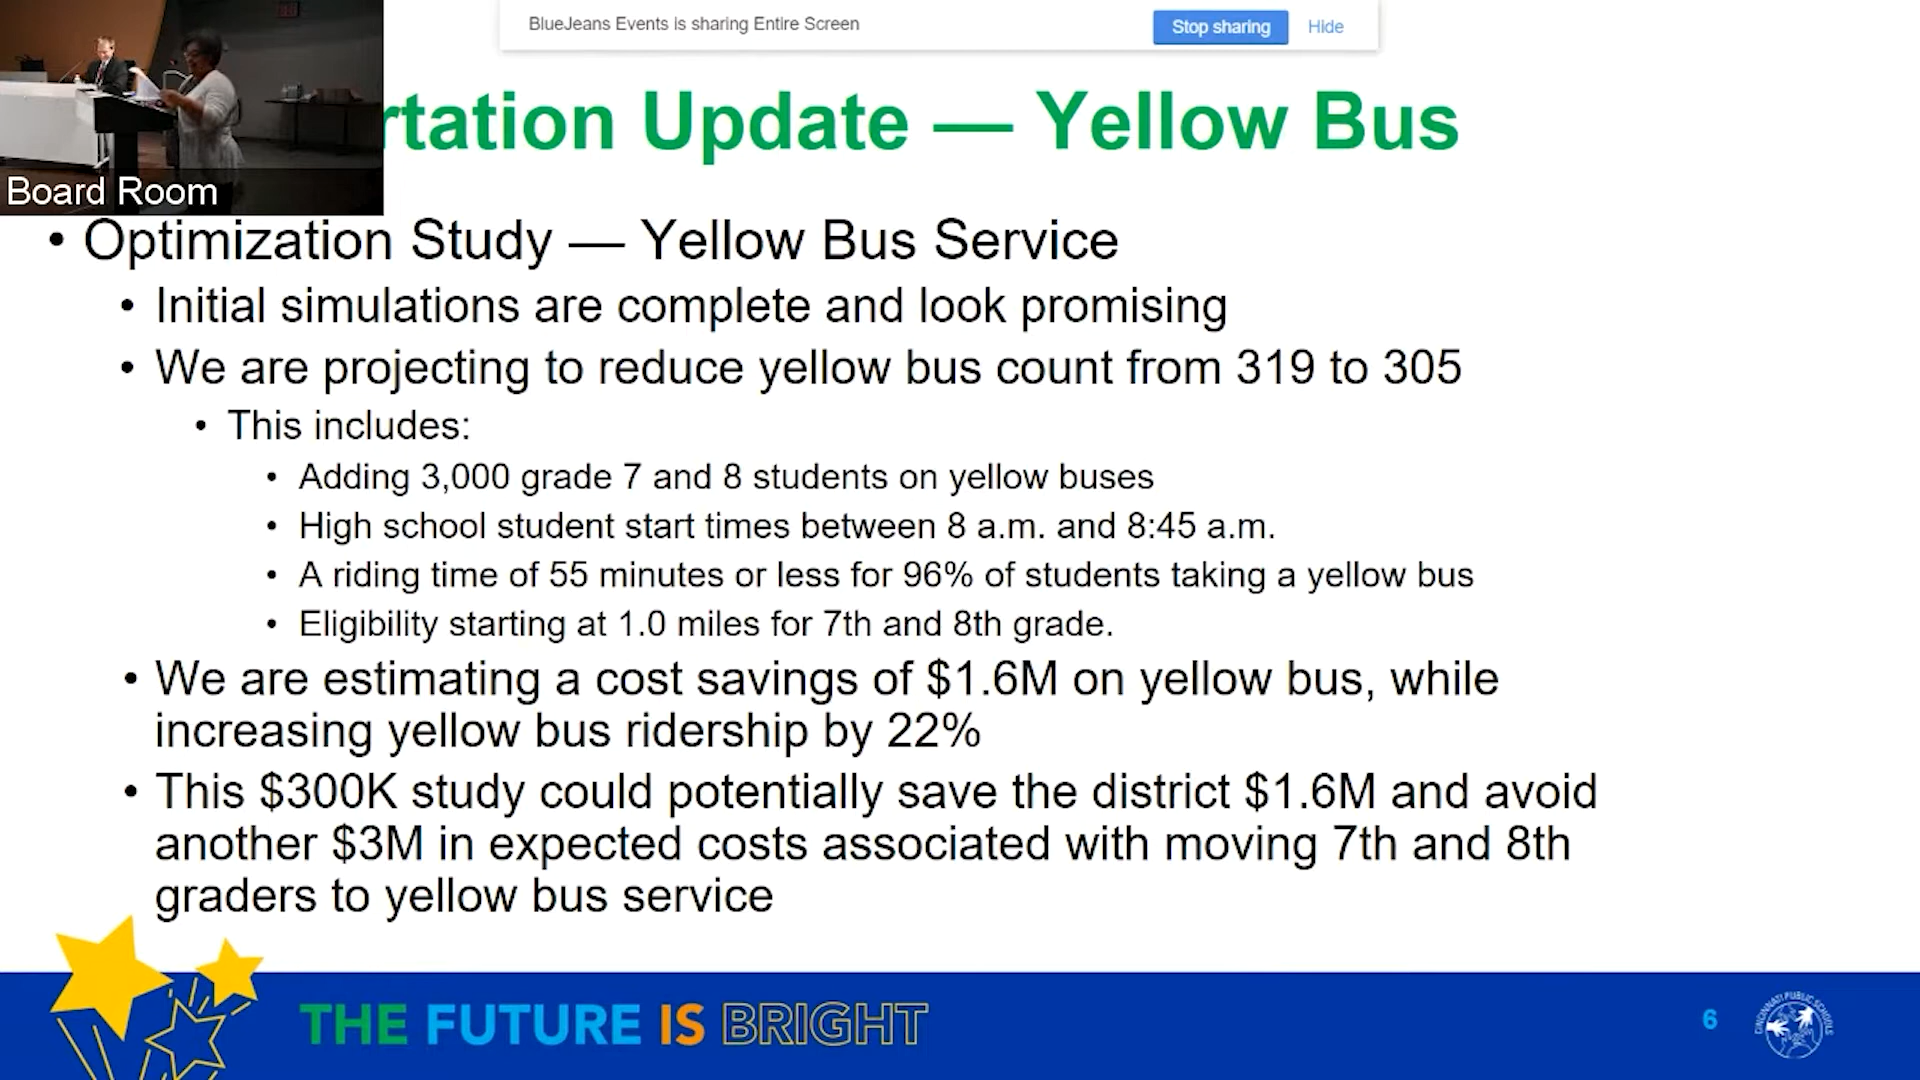 BlueJeans Events is sharing Entire Screen
Stop sharing
Hide
rtation Update — Yellow Bus
Board Room
• Optimization Study — Yellow Bus Service
• Initial simulations are complete and look promising
• We are projecting to reduce yellow bus count from 319 to 305
• This includes:
• Adding 3,000 grade 7 and 8 students on yellow buses
• High school student start times between 8 a.m. and 8:45 a.m.
• A riding time of 55 minutes or less for 96% of students taking a yellow bus
• Eligibility starting at 1.0 miles for 7th and 8th grade.
• We are estimating a cost savings of $1.6M on yellow bus, while
increasing yellow bus ridership by 22%
• This $300K study could potentially save the district $1.6M and avoid
another $3M in expected costs associated with moving 7th and 8th
graders to yellow bus service
THE FUTURE IS BRIGHT
6
CINCINNATI PUBLIC SCHOOLS